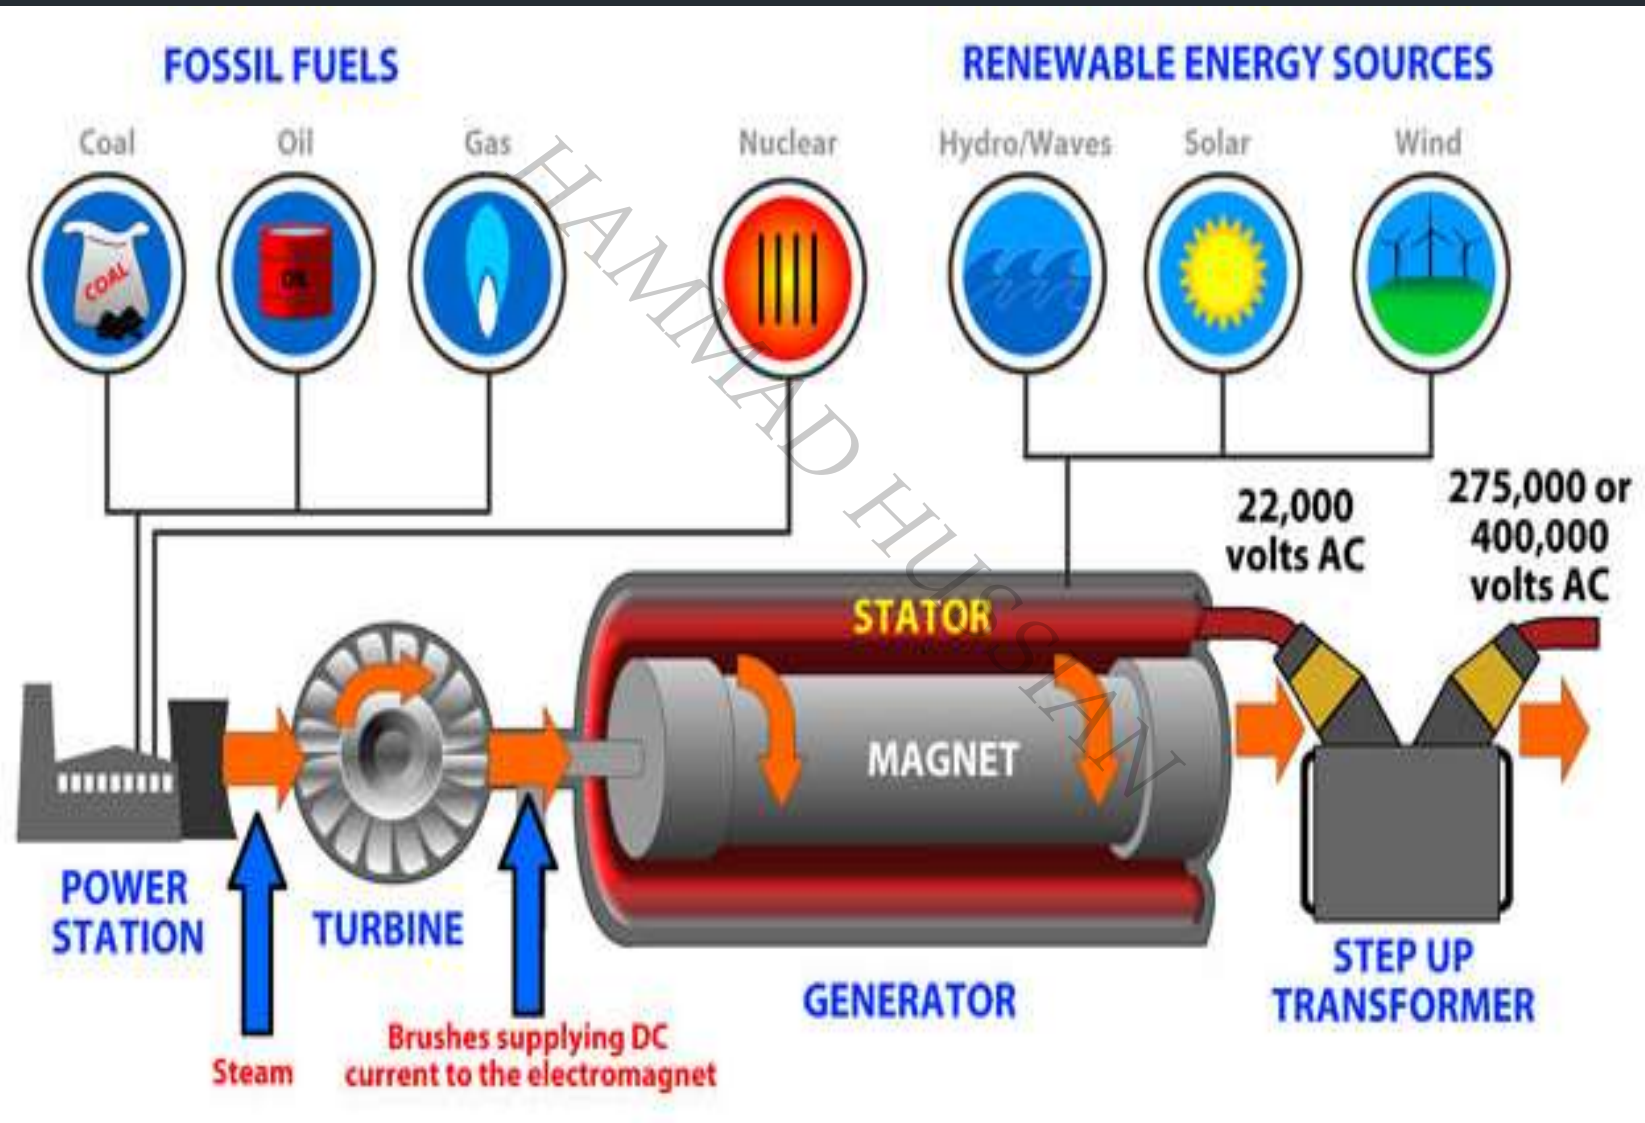 FOSSIL FUELS
RENEWABLE ENERGY SOURCES
Coal
Oil
Gas
Nuclear
Hydro/Waves
Solar
Wind
COAL
OIL
HAMMAD HUSSIAN
22,000
volts AC
275,000 or
400,000
volts AC
STATOR
MAGNET
POWER
STATION
TURBINE
GENERATOR
STEP UP
TRANSFORMER
Steam
Brushes supplying DC
current to the electromagnet